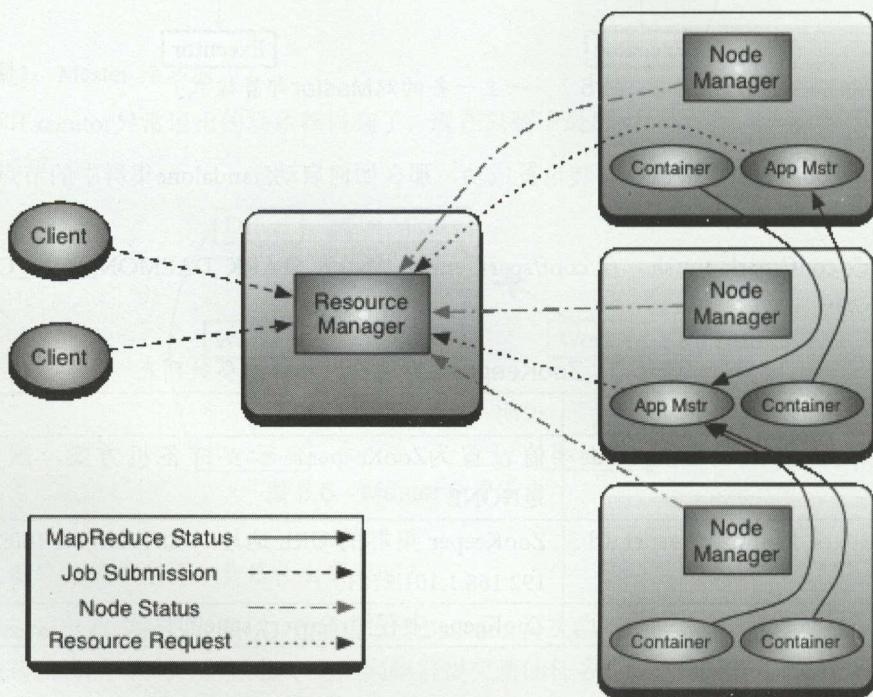 Client
Client
Resource
Manager
Node
Manager
Container
App Mstr
Node
Manager
App Mstr
Container
Node
Manager
Container
Container
MapReduce Status
Job Submission
Node Status
Resource Request